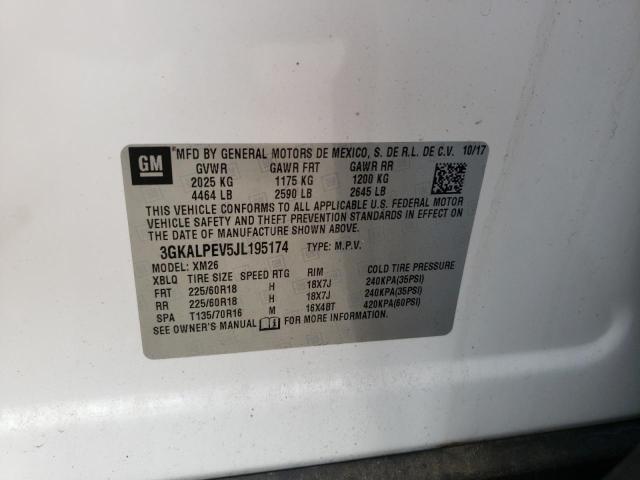 GM *MFD BY GENERAL MOTORS DE MEXICO, S. DE R.L. DE C.V. 10/17
GVWR GAWR FRT GAWR RR
2025 KG 1175 KG 1200 KG
4464 LB 2590 LB 2645 LB
THIS VEHICLE CONFORMS TO ALL APPLICABLE U.S. FEDERAL MOTOR
VEHICLE SAFETY AND THEFT PREVENTION STANDARDS IN EFFECT ON
THE DATE OF MANUFACTURE SHOWN ABOVE.
3GKALPEV5JL195174 TYPE: M.P.V.
MODEL: XM26
XBLQ TIRE SIZE SPEED RTG RIM COLD TIRE PRESSURE
FRT 225/60R18 H 18X7J 240KPA(35PSI)
RR 225/60R18 H 18X7J 240KPA(35PSI)
SPA T135/70R16 M 16X4BT 420KPA(60PSI)
SEE OWNER'S MANUAL FOR MORE INFORMATION.